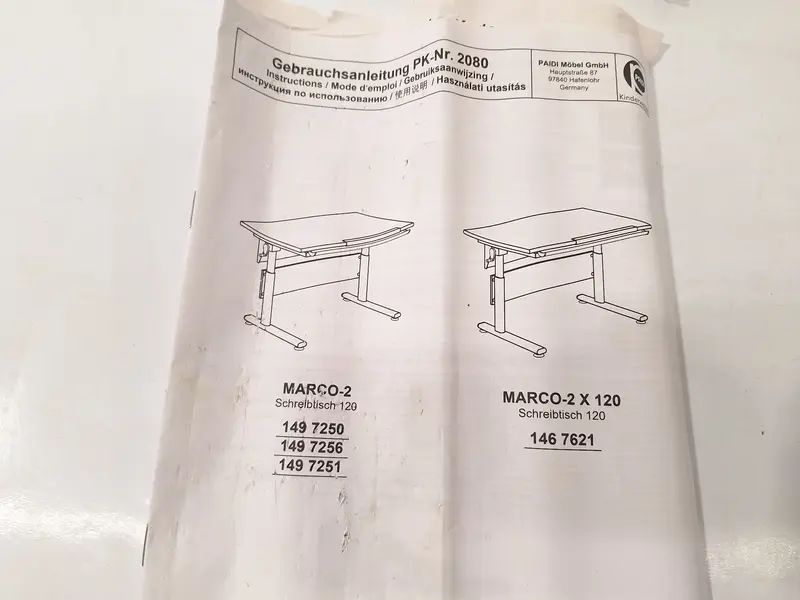 Gebrauchsanleitung PK-Nr. 2080
Instructions / Mode d'emploi / Gebruiksaanwijzing /
инструкция по использованию / 使用说明 / Használati utasítás
PAIDI Möbel GmbH
Hauptstraße 87
97840 Hafenlohr
Germany
MARCO-2
Schreibtisch 120
149 7250
149 7256
149 7251
MARCO-2 X 120
Schreibtisch 120
146 7621